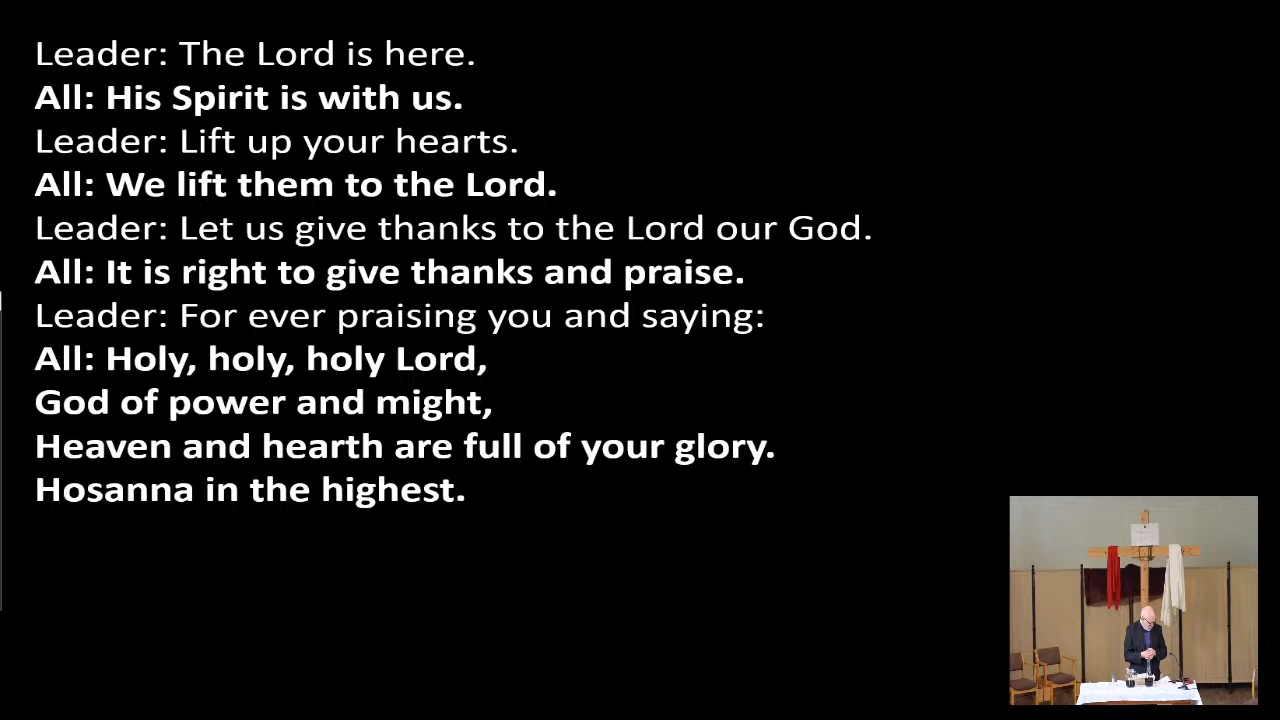 Leader: The Lord is here.
All: His Spirit is with us.
Leader: Lift up your hearts.
All: We lift them to the Lord.
Leader: Let us give thanks to the Lord our God.
All: It is right to give thanks and praise.
Leader: For ever praising you and saying:
All: Holy, holy, holy Lord,
God of power and might,
Heaven and hearth are full of your glory.
Hosanna in the highest.